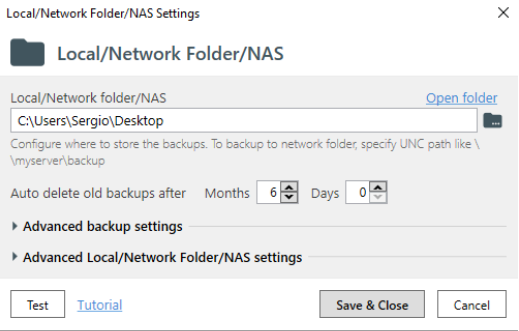 Local/Network Folder/NAS Settings
Local/Network Folder/NAS
Local/Network folder/NAS Open folder
C:\Users\Sergio\Desktop
Configure where to store the backups. To backup to network folder, specify UNC path like \
\myserver\backup
Auto delete old backups after Months 6 Days 0
Advanced backup settings
Advanced Local/Network Folder/NAS settings
Test Tutorial Save & Close Cancel